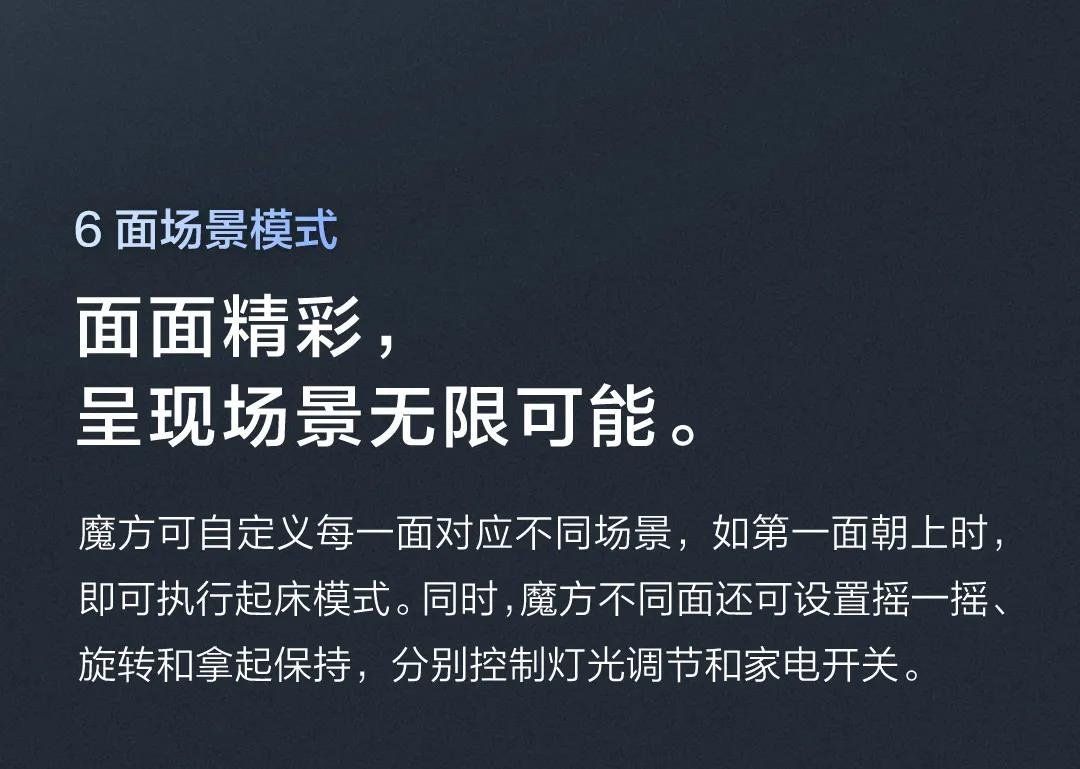 6 面场景模式
面面精彩，
呈现场景无限可能。
魔方可自定义每一面对应不同场景，如第一面朝上时，
即可执行起床模式。同时，魔方不同面还可设置摇一摇、
旋转和拿起保持，分别控制灯光调节和家电开关。